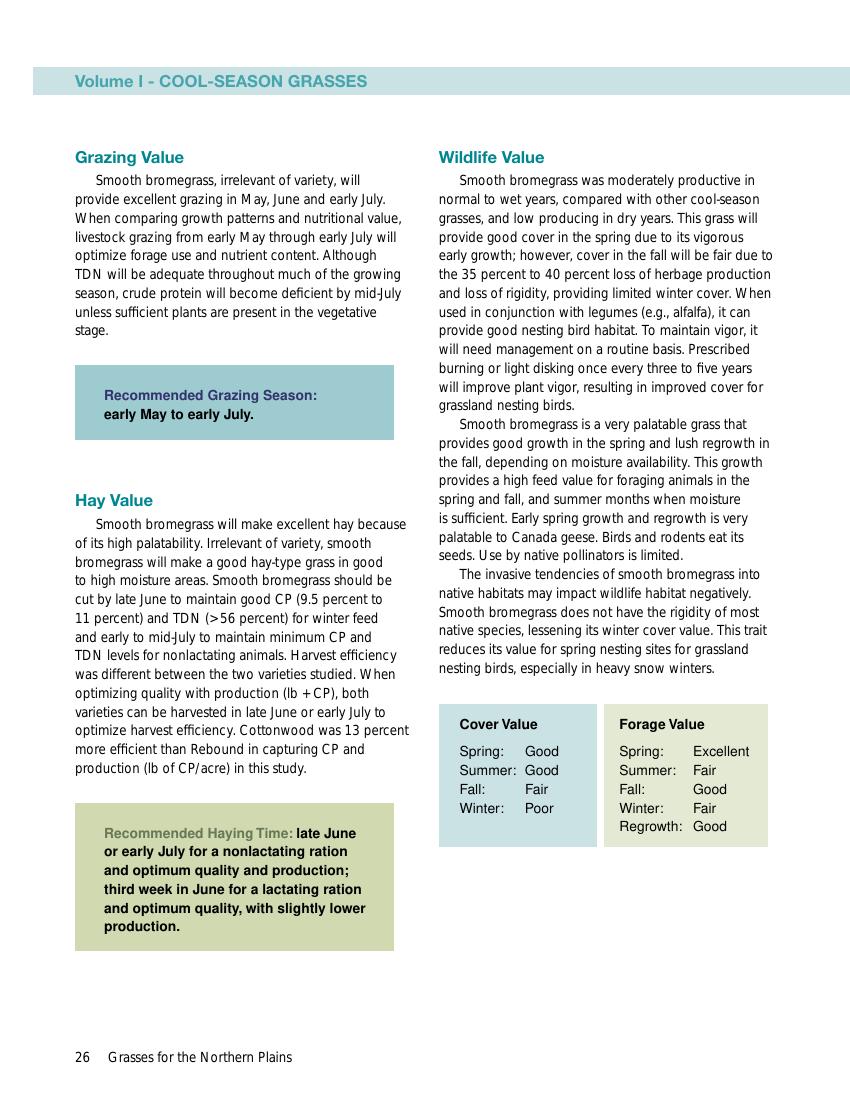 Volume I - COOL-SEASON GRASSES
Grazing Value
Smooth bromegrass, irrelevant of variety, will
provide excellent grazing in May, June and early July.
When comparing growth patterns and nutritional value,
livestock grazing from early May through early July will
optimize forage use and nutrient content. Although
TDN will be adequate throughout much of the growing
season, crude protein will become deficient by mid-July
unless sufficient plants are present in the vegetative
stage.
Recommended Grazing Season:
early May to early July.
Hay Value
Smooth bromegrass will make excellent hay because
of its high palatability. Irrelevant of variety, smooth
bromegrass will make a good hay-type grass in good
to high moisture areas. Smooth bromegrass should be
cut by late June to maintain good CP (9.5 percent to
11 percent) and TDN (>56 percent) for winter feed
and early to mid-July to maintain minimum CP and
TDN levels for nonlactating animals. Harvest efficiency
was different between the two varieties studied. When
optimizing quality with production (lb + CP), both
varieties can be harvested in late June or early July to
optimize harvest efficiency. Cottonwood was 13 percent
more efficient than Rebound in capturing CP and
production (lb of CP/acre) in this study.
Recommended Haying Time: late June
or early July for a nonlactating ration
and optimum quality and production;
third week in June for a lactating ration
and optimum quality, with slightly lower
production.
Wildlife Value
Smooth bromegrass was moderately productive in
normal to wet years, compared with other cool-season
grasses, and low producing in dry years. This grass will
provide good cover in the spring due to its vigorous
early growth; however, cover in the fall will be fair due to
the 35 percent to 40 percent loss of herbage production
and loss of rigidity, providing limited winter cover. When
used in conjunction with legumes (e.g., alfalfa), it can
provide good nesting bird habitat. To maintain vigor, it
will need management on a routine basis. Prescribed
burning or light disking once every three to five years
will improve plant vigor, resulting in improved cover for
grassland nesting birds.
Smooth bromegrass is a very palatable grass that
provides good growth in the spring and lush regrowth in
the fall, depending on moisture availability. This growth
provides a high feed value for foraging animals in the
spring and fall, and summer months when moisture
is sufficient. Early spring growth and regrowth is very
palatable to Canada geese. Birds and rodents eat its
seeds. Use by native pollinators is limited.
The invasive tendencies of smooth bromegrass into
native habitats may impact wildlife habitat negatively.
Smooth bromegrass does not have the rigidity of most
native species, lessening its winter cover value. This trait
reduces its value for spring nesting sites for grassland
nesting birds, especially in heavy snow winters.
Cover Value
Spring: Good
Summer: Good
Fall: Fair
Winter: Poor
Forage Value
Spring: Excellent
Summer: Fair
Fall: Good
Winter: Fair
Regrowth: Good
26 Grasses for the Northern Plains